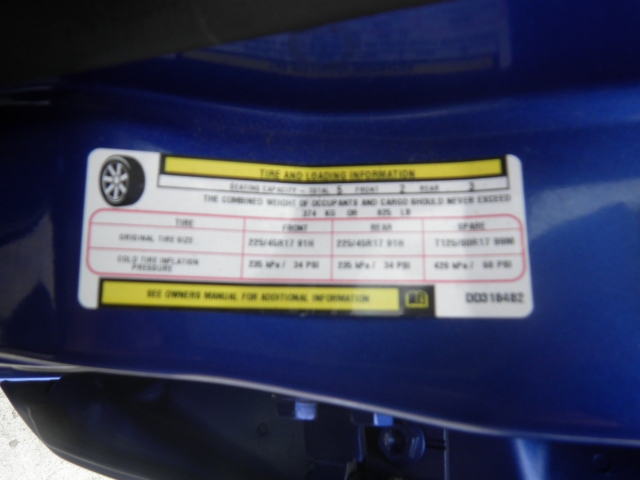 TIRE AND LOADING INFORMATION
SEATING CAPACITY - TOTAL 5 FRONT 2 REAR 3
THE COMBINED WEIGHT OF OCCUPANTS AND CARGO SHOULD NEVER EXCEED
374 KG OR 825 LB
TIRE FRONT REAR SPARE
ORIGINAL TIRE SIZE 225/45R17 91H 225/45R17 91H
COLD TIRE INFLATION PRESSURE 235 kPa / 34 PSI 235 kPa / 34 PSI 420 kPa / 60 PSI
SEE OWNERS MANUAL FOR ADDITIONAL INFORMATION
DD318482